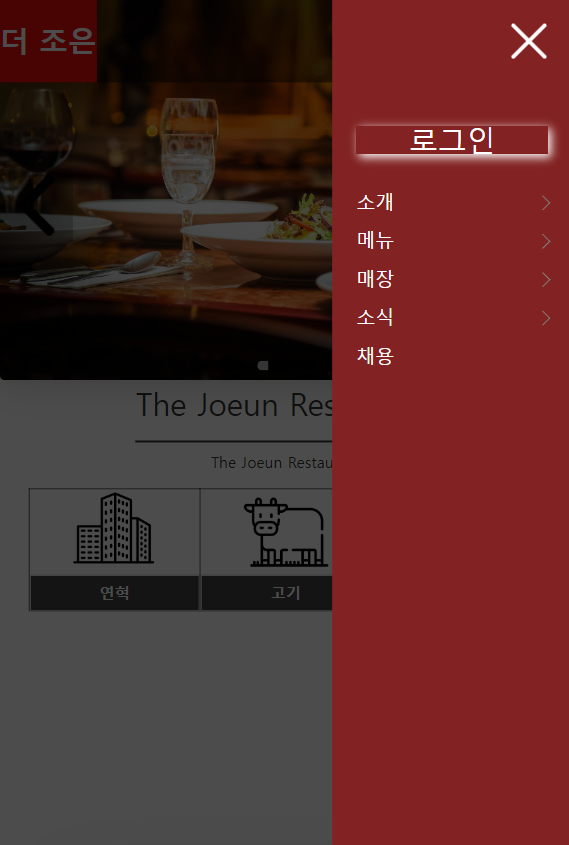 더 조은
로그인
소개
메뉴
매장
소식
채용
The Joeun Res
The Joeun Restau
연혁
고기